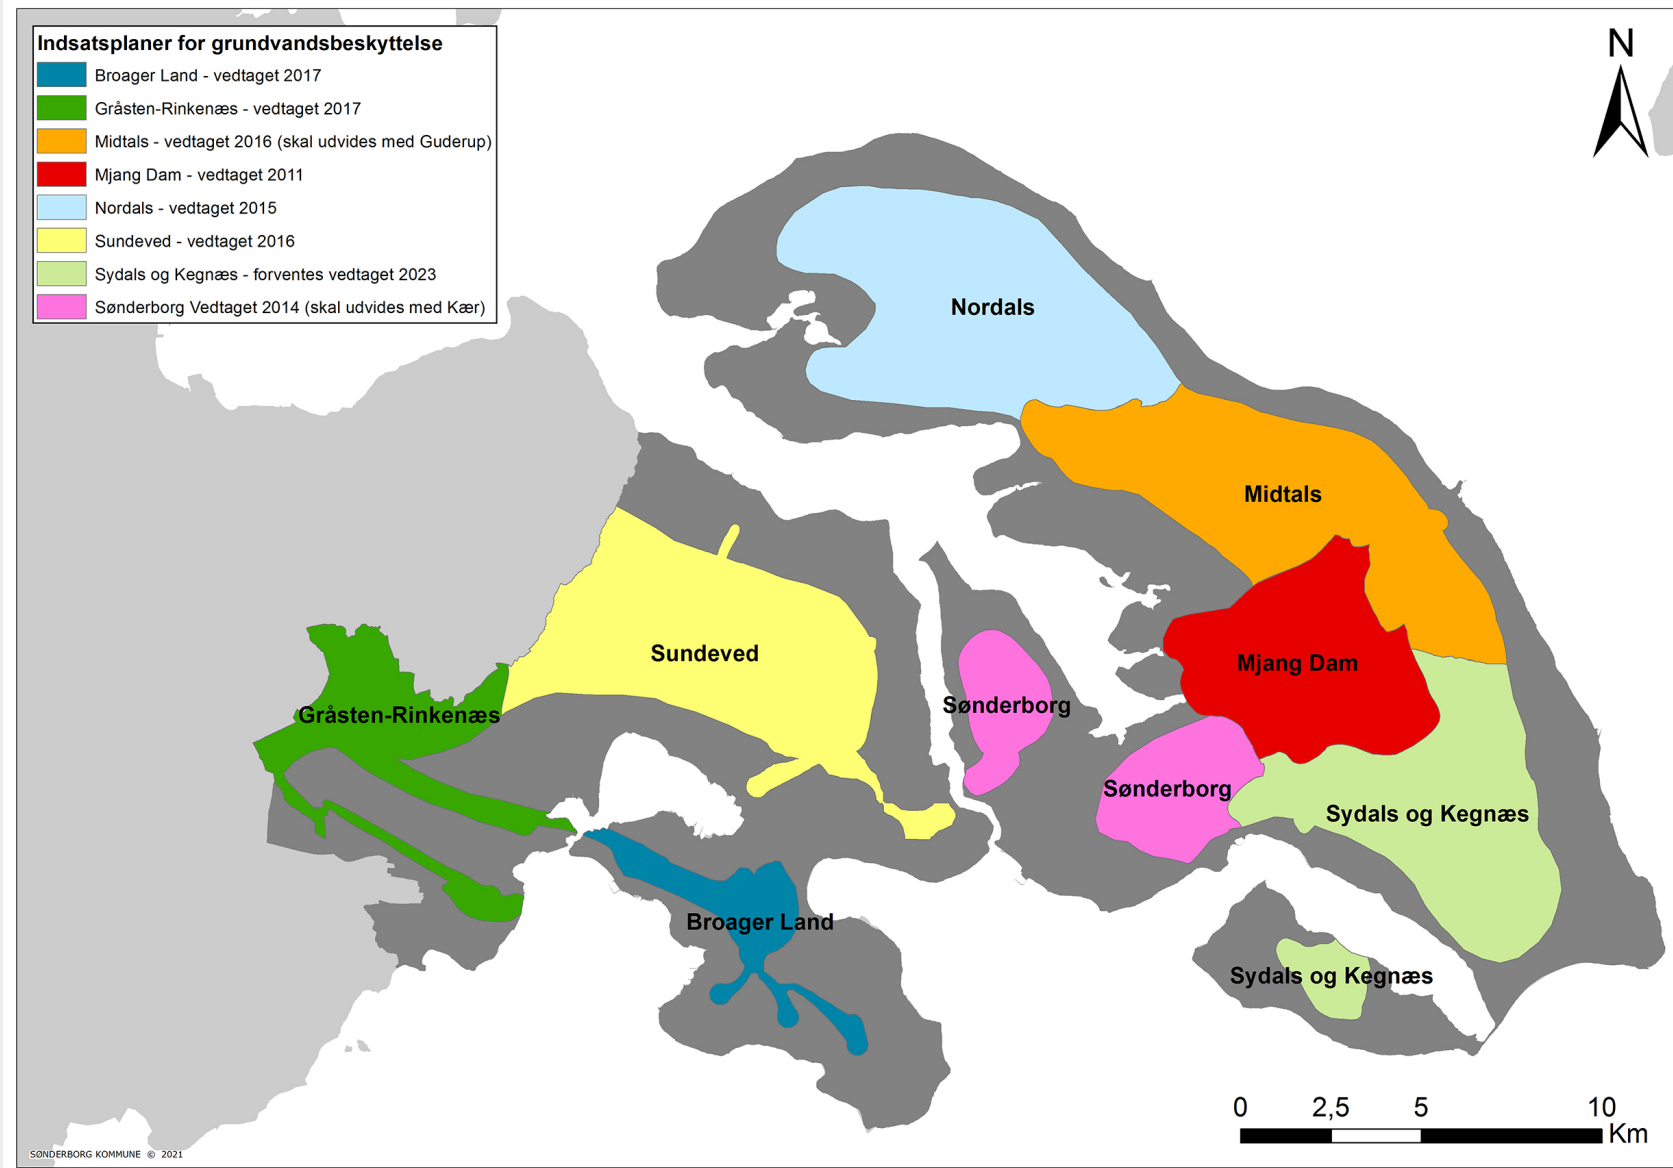 Indsatsplaner for grundvandsbeskyttelse
Broager Land - vedtaget 2017
Gråsten-Rinkenæs - vedtaget 2017
Midtals - vedtaget 2016 (skal udvides med Guderup)
Mjang Dam - vedtaget 2011
Nordals - vedtaget 2015
Sundeved - vedtaget 2016
Sydals og Kegnæs - forventes vedtaget 2023
Sønderborg Vedtaget 2014 (skal udvides med Kær)
N
Nordals
Midtals
Sundeved
Mjang Dam
Sønderborg
Gråsten-Rinkenæs
Sønderborg
Sydals og Kegnæs
Broager Land
Sydals og Kegnæs
0 2,5 5 10
Km
SØNDERBORG KOMMUNE © 2021